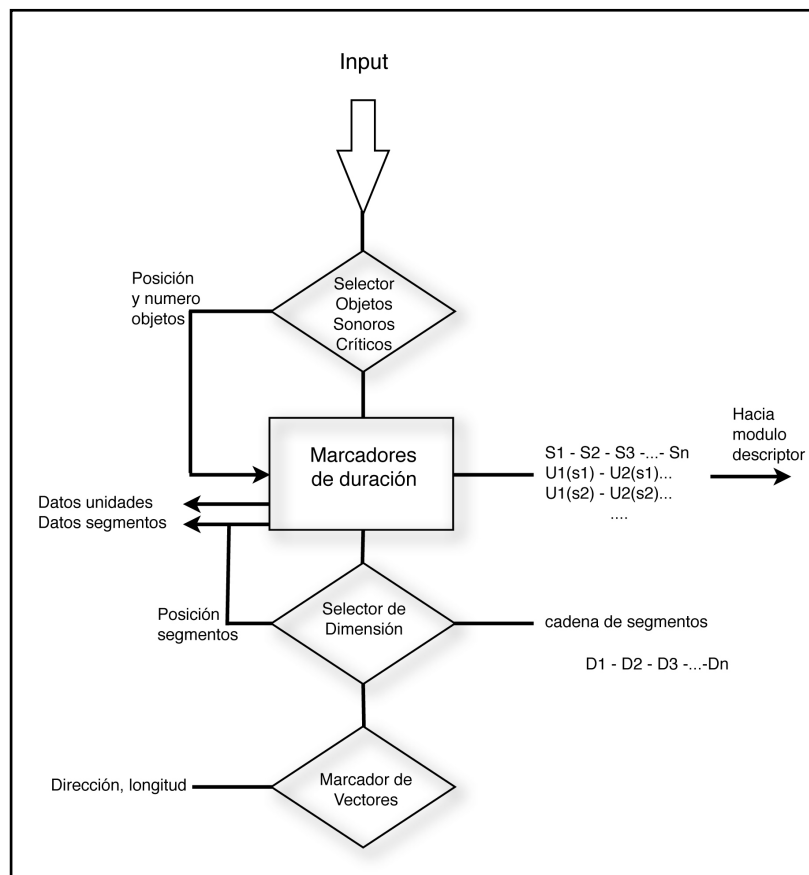 Input
Posición
y numero
objetos
Selector
Objetos
Sonoros
Críticos
Marcadores
de duración
S1 - S2 - S3 -...- Sn
U1(s1) - U2(s1)...
U1(s2) - U2(s2)...
....
Hacia
modulo
descriptor
Datos unidades
Datos segmentos
Posición
segmentos
Selector de
Dimensión
cadena de segmentos
D1 - D2 - D3 -...-Dn
Dirección, longitud
Marcador de
Vectores